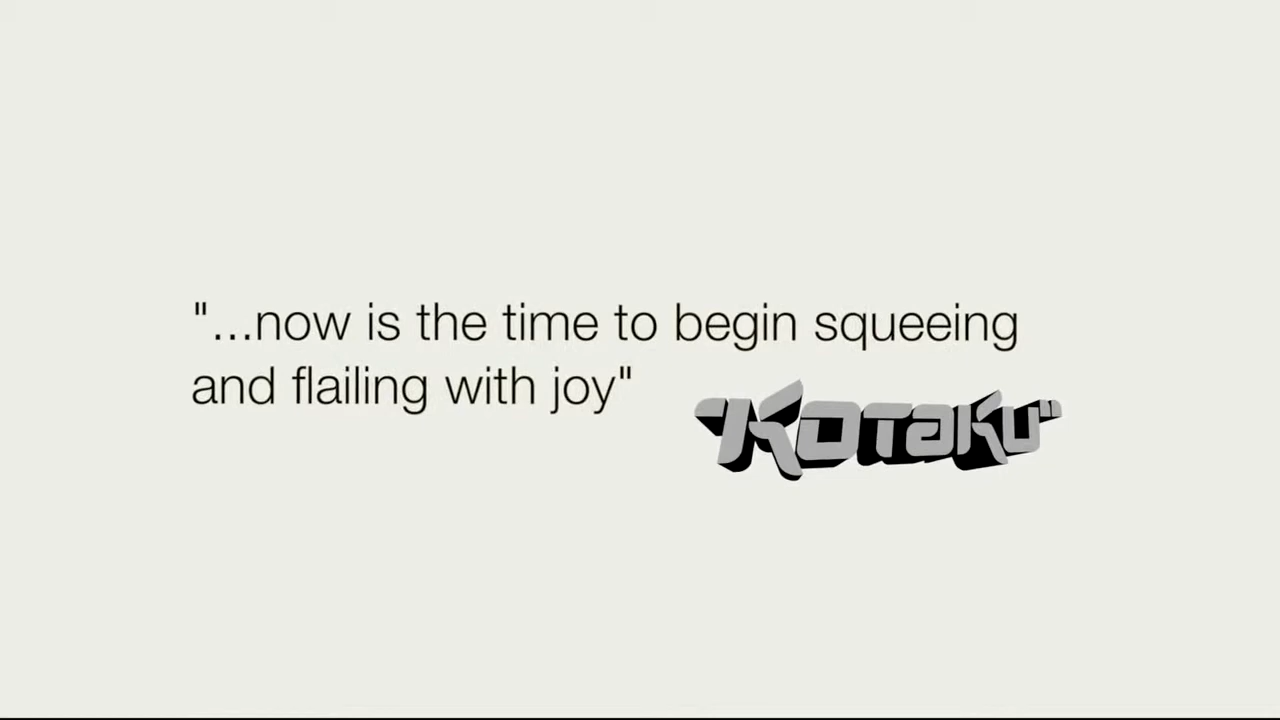 "...now is the time to begin squeeing
and flailing with joy"
"KOTAKU"